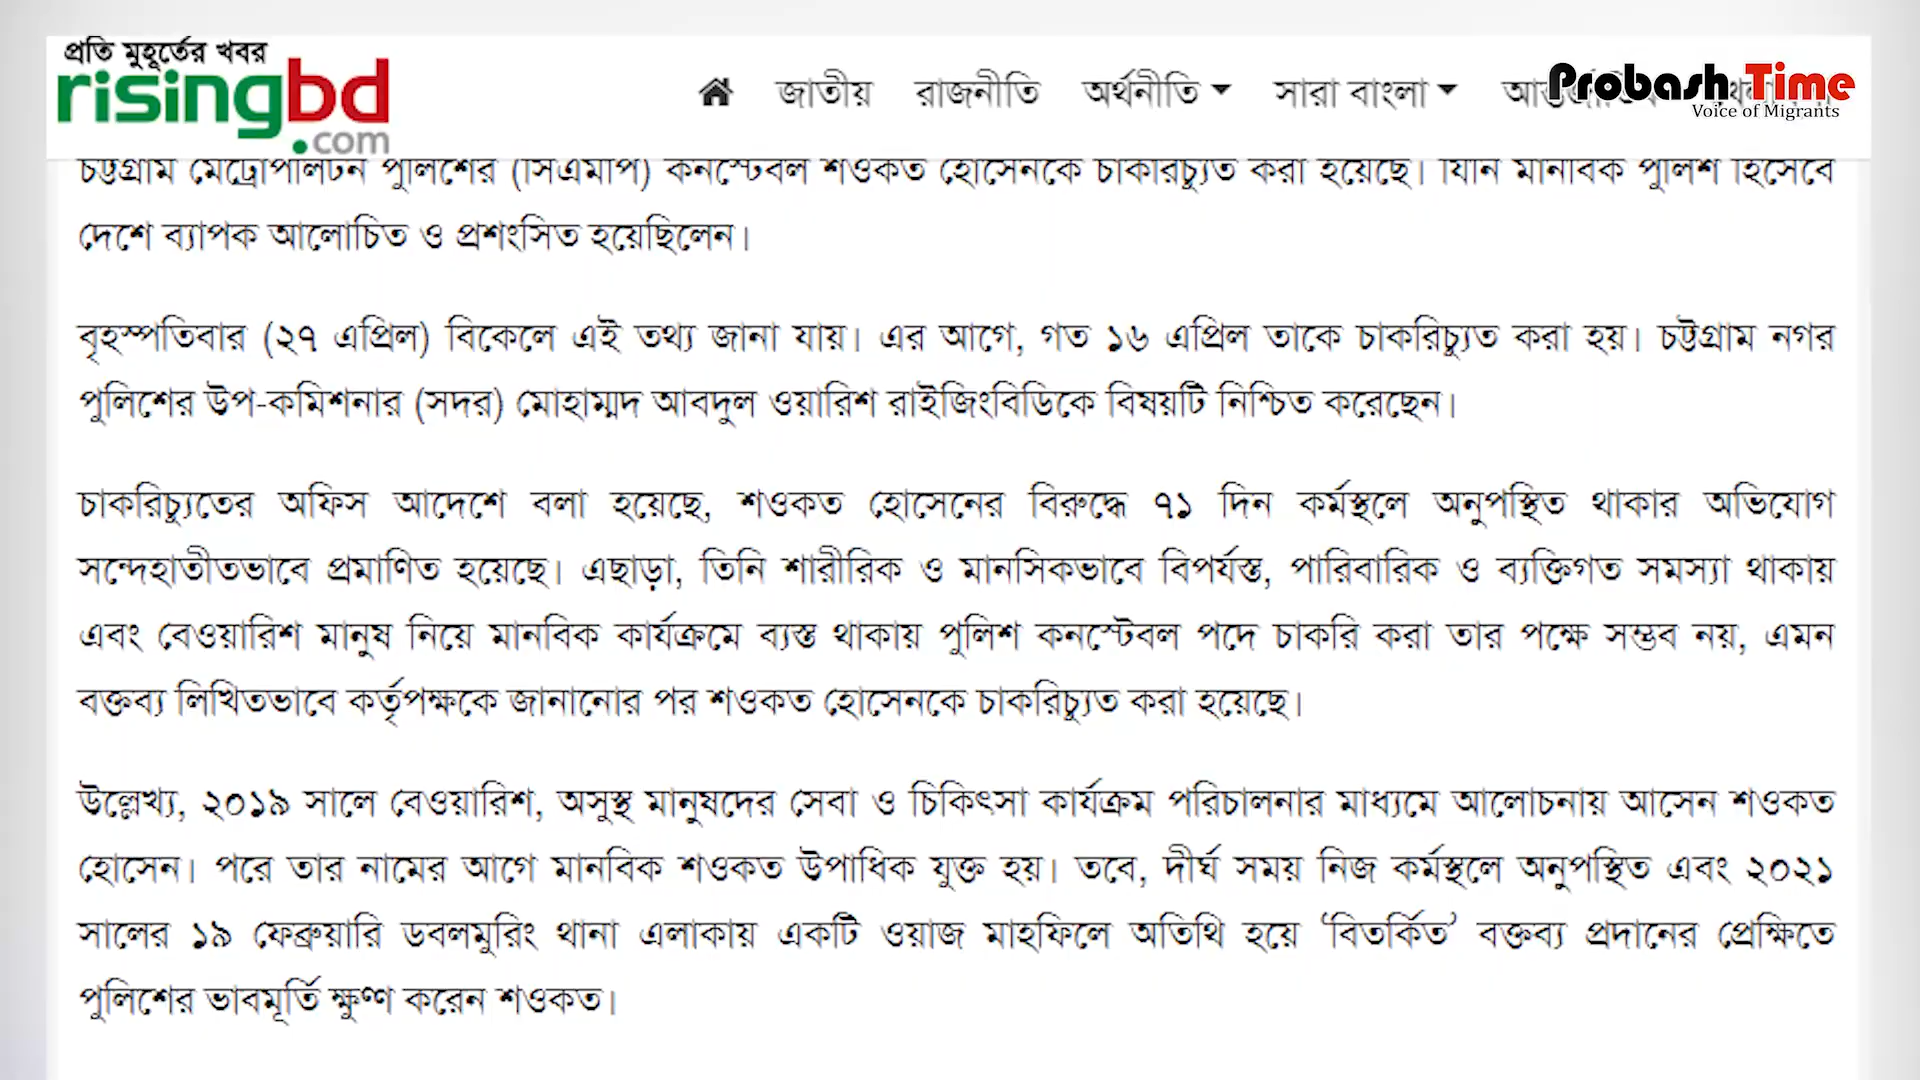 প্রতি মুহূর্তের খবর
risingbd
.com
জাতীয় রাজনীতি অর্থনীতি সারা বাংলা
Probash Time
Voice of Migrants
চট্টগ্রাম মেট্রোপলিটন পুলিশের (সিএমপি) কনস্টেবল শওকত হোসেনকে চাকরিচ্যুত করা হয়েছে। যিনি মানবিক পুলিশ হিসেবে
দেশে ব্যাপক আলোচিত ও প্রশংসিত হয়েছিলেন।
বৃহস্পতিবার (২৭ এপ্রিল) বিকেলে এই তথ্য জানা যায়। এর আগে, গত ১৬ এপ্রিল তাকে চাকরিচ্যুত করা হয়। চট্টগ্রাম নগর
পুলিশের উপ-কমিশনার (সদর) মোহাম্মদ আবদুল ওয়ারিশ রাইজিংবিডিকে বিষয়টি নিশ্চিত করেছেন।
চাকরিচ্যুতের অফিস আদেশে বলা হয়েছে, শওকত হোসেনের বিরুদ্ধে ৭১ দিন কর্মস্থলে অনুপস্থিত থাকার অভিযোগ
সন্দেহাতীতভাবে প্রমাণিত হয়েছে। এছাড়া, তিনি শারীরিক ও মানসিকভাবে বিপর্যস্ত, পারিবারিক ও ব্যক্তিগত সমস্যা থাকায়
এবং বেওয়ারিশ মানুষ নিয়ে মানবিক কার্যক্রমে ব্যস্ত থাকায় পুলিশ কনস্টেবল পদে চাকরি করা তার পক্ষে সম্ভব নয়, এমন
বক্তব্য লিখিতভাবে কর্তৃপক্ষকে জানানোর পর শওকত হোসেনকে চাকরিচ্যুত করা হয়েছে।
উল্লেখ্য, ২০১৯ সালে বেওয়ারিশ, অসুস্থ মানুষদের সেবা ও চিকিৎসা কার্যক্রম পরিচালনার মাধ্যমে আলোচনায় আসেন শওকত
হোসেন। পরে তার নামের আগে মানবিক শওকত উপাধিক যুক্ত হয়। তবে, দীর্ঘ সময় নিজ কর্মস্থলে অনুপস্থিত এবং ২০২১
সালের ১৯ ফেব্রুয়ারি ডবলমুরিং থানা এলাকায় একটি ওয়াজ মাহফিলে অতিথি হয়ে ‘বিতর্কিত’ বক্তব্য প্রদানের প্রেক্ষিতে
পুলিশের ভাবমূর্তি ক্ষুণ্ণ করেন শওকত।